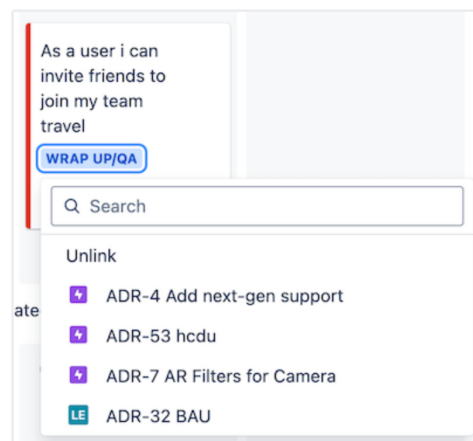 As a user i can
invite friends to
join my team
travel
WRAP UP/QA
Search
Unlink
ADR-4 Add next-gen support
ate
ADR-53 hcdu
ADR-7 AR Filters for Camera
LE ADR-32 BAU